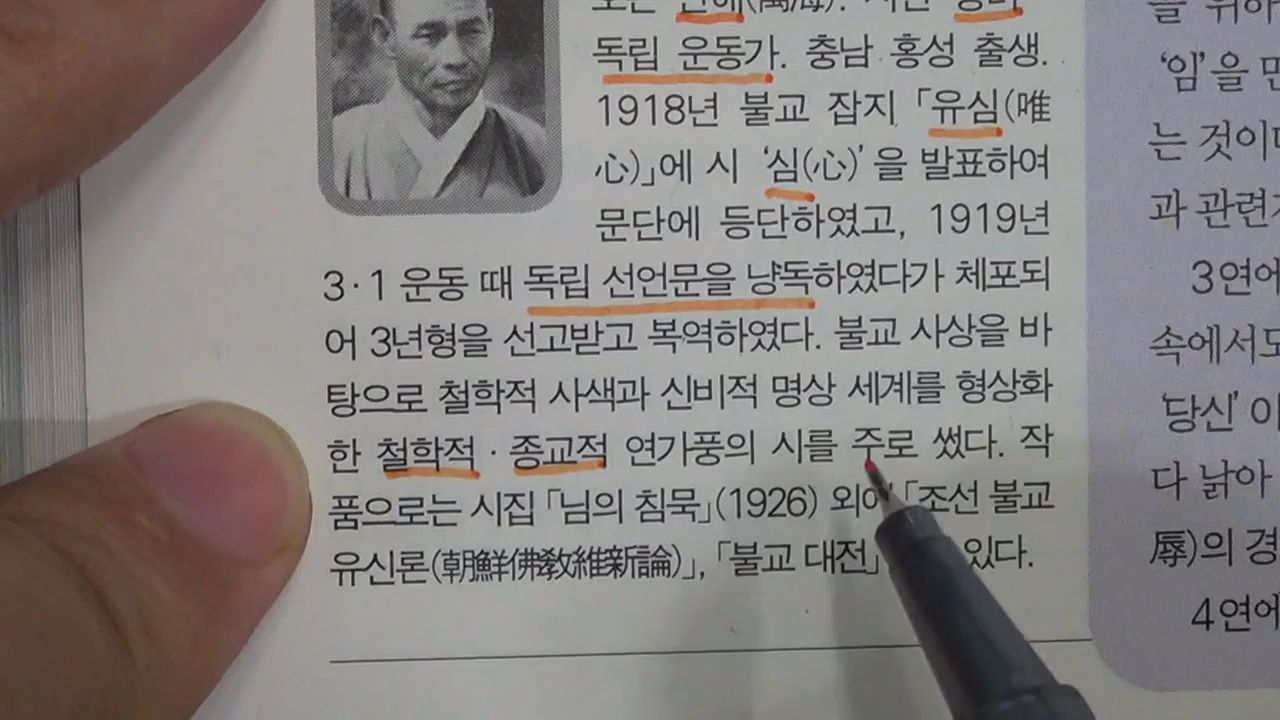 독립 운동가. 충남 홍성 출생.
1918년 불교 잡지 「유심(唯
心)」에 시 '심(心)'을 발표하여
문단에 등단하였고, 1919년
3·1 운동 때 독립 선언문을 냥독하였다가 체포되
어 3년형을 선고받고 복역하였다. 불교 사상을 바
탕으로 철학적 사색과 신비적 명상 세계를 형상화
한 철학적·종교적 연가풍의 시를 주로 썼다. 작
품으로는 시집 「님의 침묵」(1926) 외에 「조선 불교
유신론(朝鮮佛敎維新論)」, 「불교 대전」 있다.
을 위하
'임'을
는 것이
과 관련
3연에
속에서도
'당신' 이
다 낡아
辱)의 경
4연에